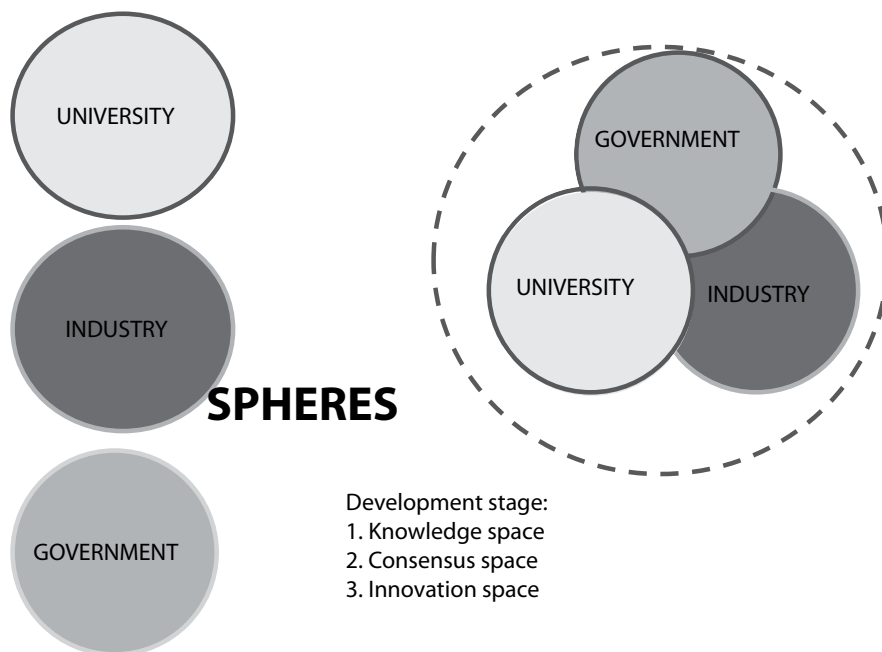 UNIVERSITY
INDUSTRY
SPHERES
GOVERNMENT
GOVERNMENT
UNIVERSITY
INDUSTRY
Development stage:
1. Knowledge space
2. Consensus space
3. Innovation space